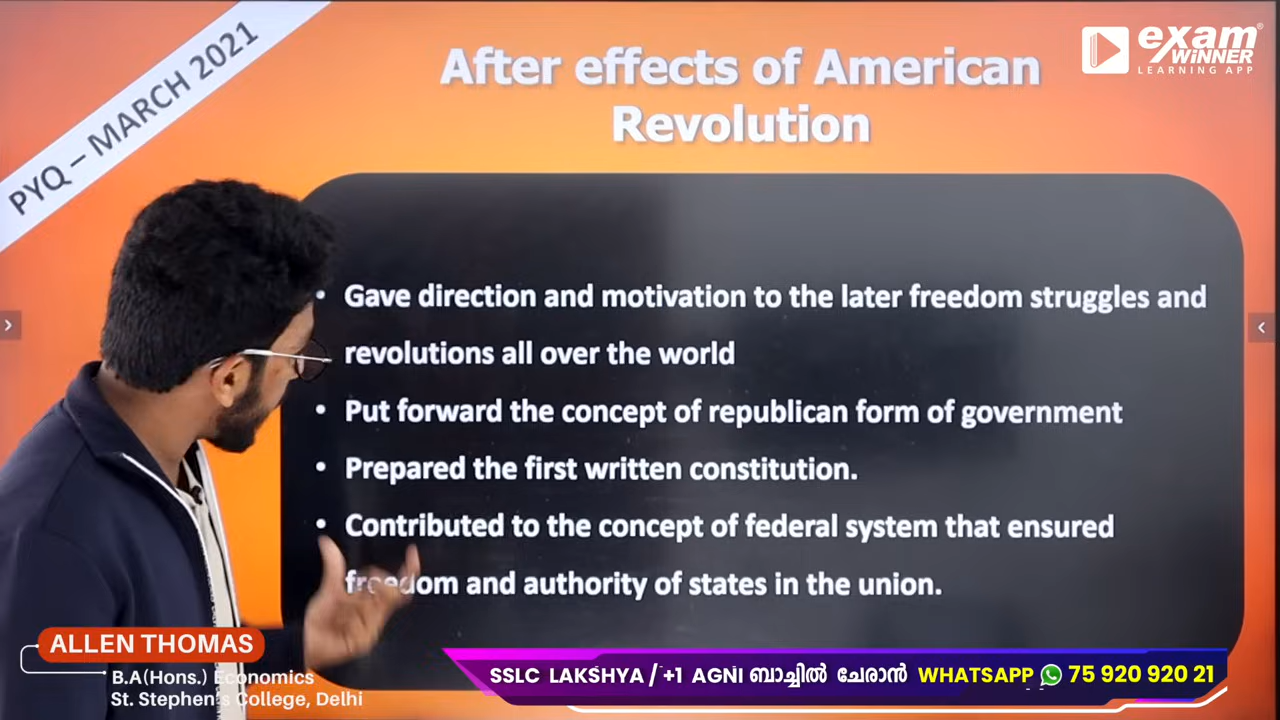 PYQ – MARCH 2021
After effects of American
Revolution
exam
WINNER
LEARNING APP
• Gave direction and motivation to the later freedom struggles and
revolutions all over the world
• Put forward the concept of republican form of government
• Prepared the first written constitution.
• Contributed to the concept of federal system that ensured
freedom and authority of states in the union.
ALLEN THOMAS
B.A(Hons.) Economics
St. Stephen's College, Delhi
SSLC LAKSHYA / +1 AGNI ബാച്ചിൽ ചേരാൻ WHATSAPP 75 920 920 21